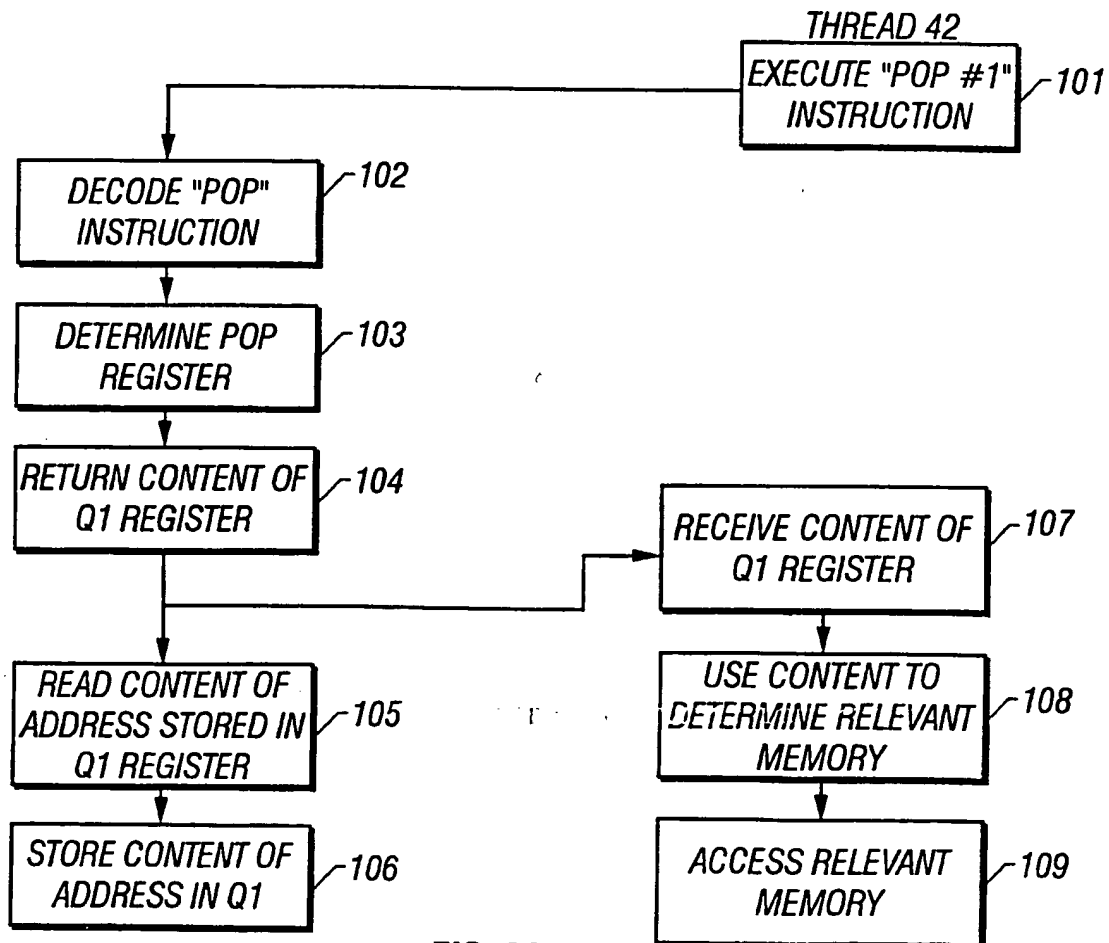 THREAD 42
EXECUTE "POP #1"
INSTRUCTION
101
DECODE "POP"
INSTRUCTION
102
DETERMINE POP
REGISTER
103
RETURN CONTENT OF
Q1 REGISTER
104
READ CONTENT OF
ADDRESS STORED IN
Q1 REGISTER
105
STORE CONTENT OF
ADDRESS IN Q1
106
RECEIVE CONTENT OF
Q1 REGISTER
107
USE CONTENT TO
DETERMINE RELEVANT
MEMORY
108
ACCESS RELEVANT
MEMORY
109